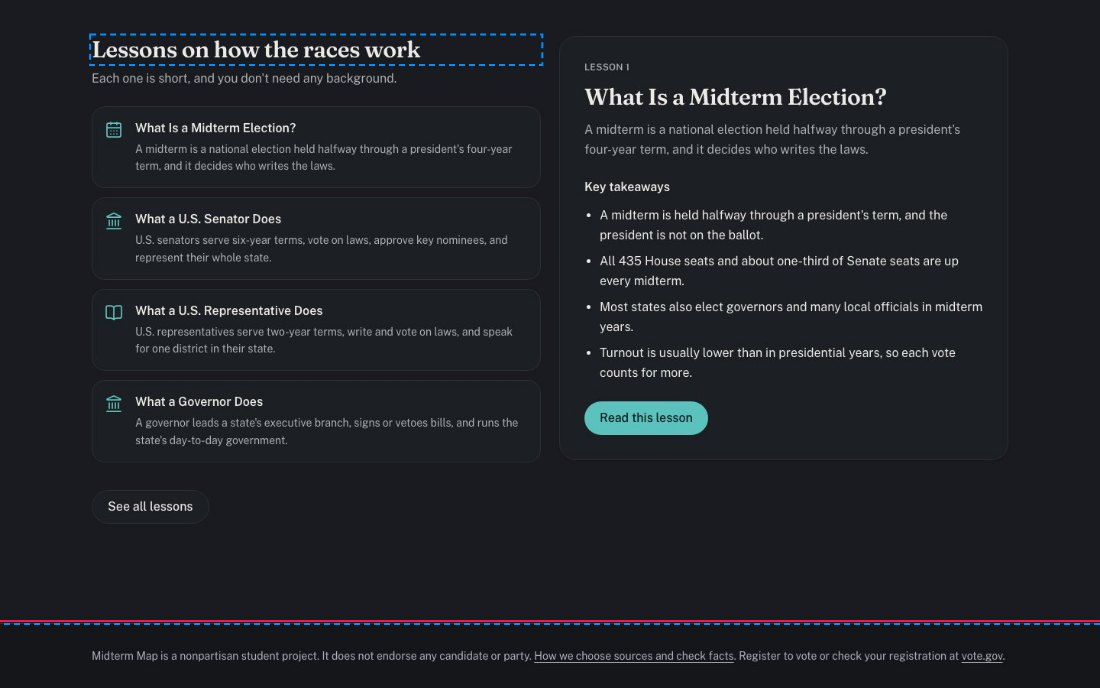 Lessons on how the races work
Each one is short, and you don't need any background.
What Is a Midterm Election?
A midterm is a national election held halfway through a president's four-year
term, and it decides who writes the laws.
What a U.S. Senator Does
U.S. senators serve six-year terms, vote on laws, approve key nominees, and
represent their whole state.
What a U.S. Representative Does
U.S. representatives serve two-year terms, write and vote on laws, and speak
for one district in their state.
What a Governor Does
A governor leads a state's executive branch, signs or vetoes bills, and runs the
state's day-to-day government.
See all lessons
LESSON 1
What Is a Midterm Election?
A midterm is a national election held halfway through a president's
four-year term, and it decides who writes the laws.
Key takeaways
• A midterm is held halfway through a president's term, and the
president is not on the ballot.
• All 435 House seats and about one-third of Senate seats are up
every midterm.
• Most states also elect governors and many local officials in midterm
years.
• Turnout is usually lower than in presidential years, so each vote
counts for more.
Read this lesson
Midterm Map is a nonpartisan student project. It does not endorse any candidate or party. How we choose sources and check facts. Register to vote or check your registration at vote.gov.